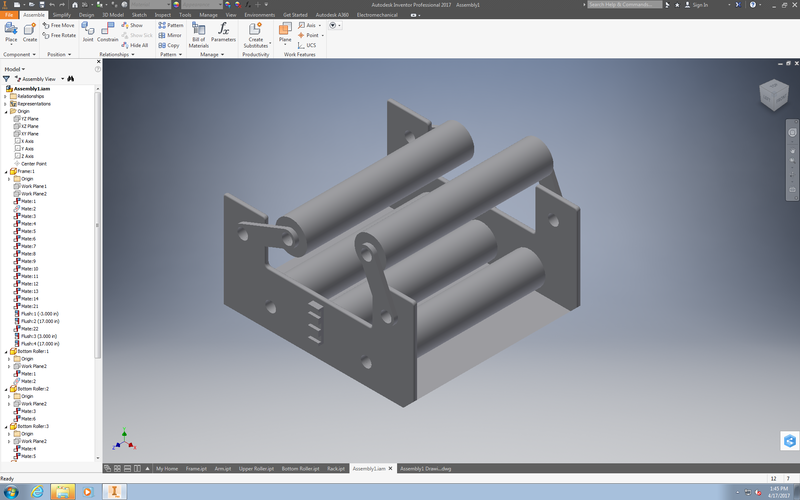 Autodesk Inventor Professional 2017 Assembly1
Search Help & Commands...
Sign In
File Assemble Simplify Design 3D Model Sketch Inspect Tools Manage View Environments Get Started Autodesk A360 Electromechanical
Place Create
Free Move
Free Rotate
Joint Constrain
Show
Show Sick
Hide All
Pattern
Mirror
Copy
Bill of
Materials
Parameters
Create
Substitutes
Plane
Axis
Point
UCS
Component Position Relationships Pattern Manage Productivity Work Features
Model
Assembly View
Assembly1.iam
Relationships
Representations
Origin
YZ Plane
XZ Plane
XY Plane
X Axis
Y Axis
Z Axis
Center Point
Frame:1
Origin
Work Plane1
Work Plane2
Mate:1
Mate:2
Mate:3
Mate:4
Mate:5
Mate:6
Mate:7
Mate:8
Mate:9
Mate:10
Mate:11
Mate:12
Mate:13
Mate:14
Mate:21
Flush:1 (-3.000 in)
Flush:2 (17.000 in)
Mate:22
Flush:3 (3.000 in)
Flush:4 (17.000 in)
Bottom Roller:1
Origin
Work Plane2
Mate:1
Mate:2
Bottom Roller:2
Origin
Work Plane2
Mate:3
Mate:6
Bottom Roller:3
Origin
Work Plane2
Mate:4
Mate:5
My Home Frame.ipt Arm.ipt Upper Roller.ipt Bottom Roller.ipt Rack.ipt Assembly1.iam Assembly1 Drawi...dwg
Ready
12 7
1:45 PM
4/17/2017